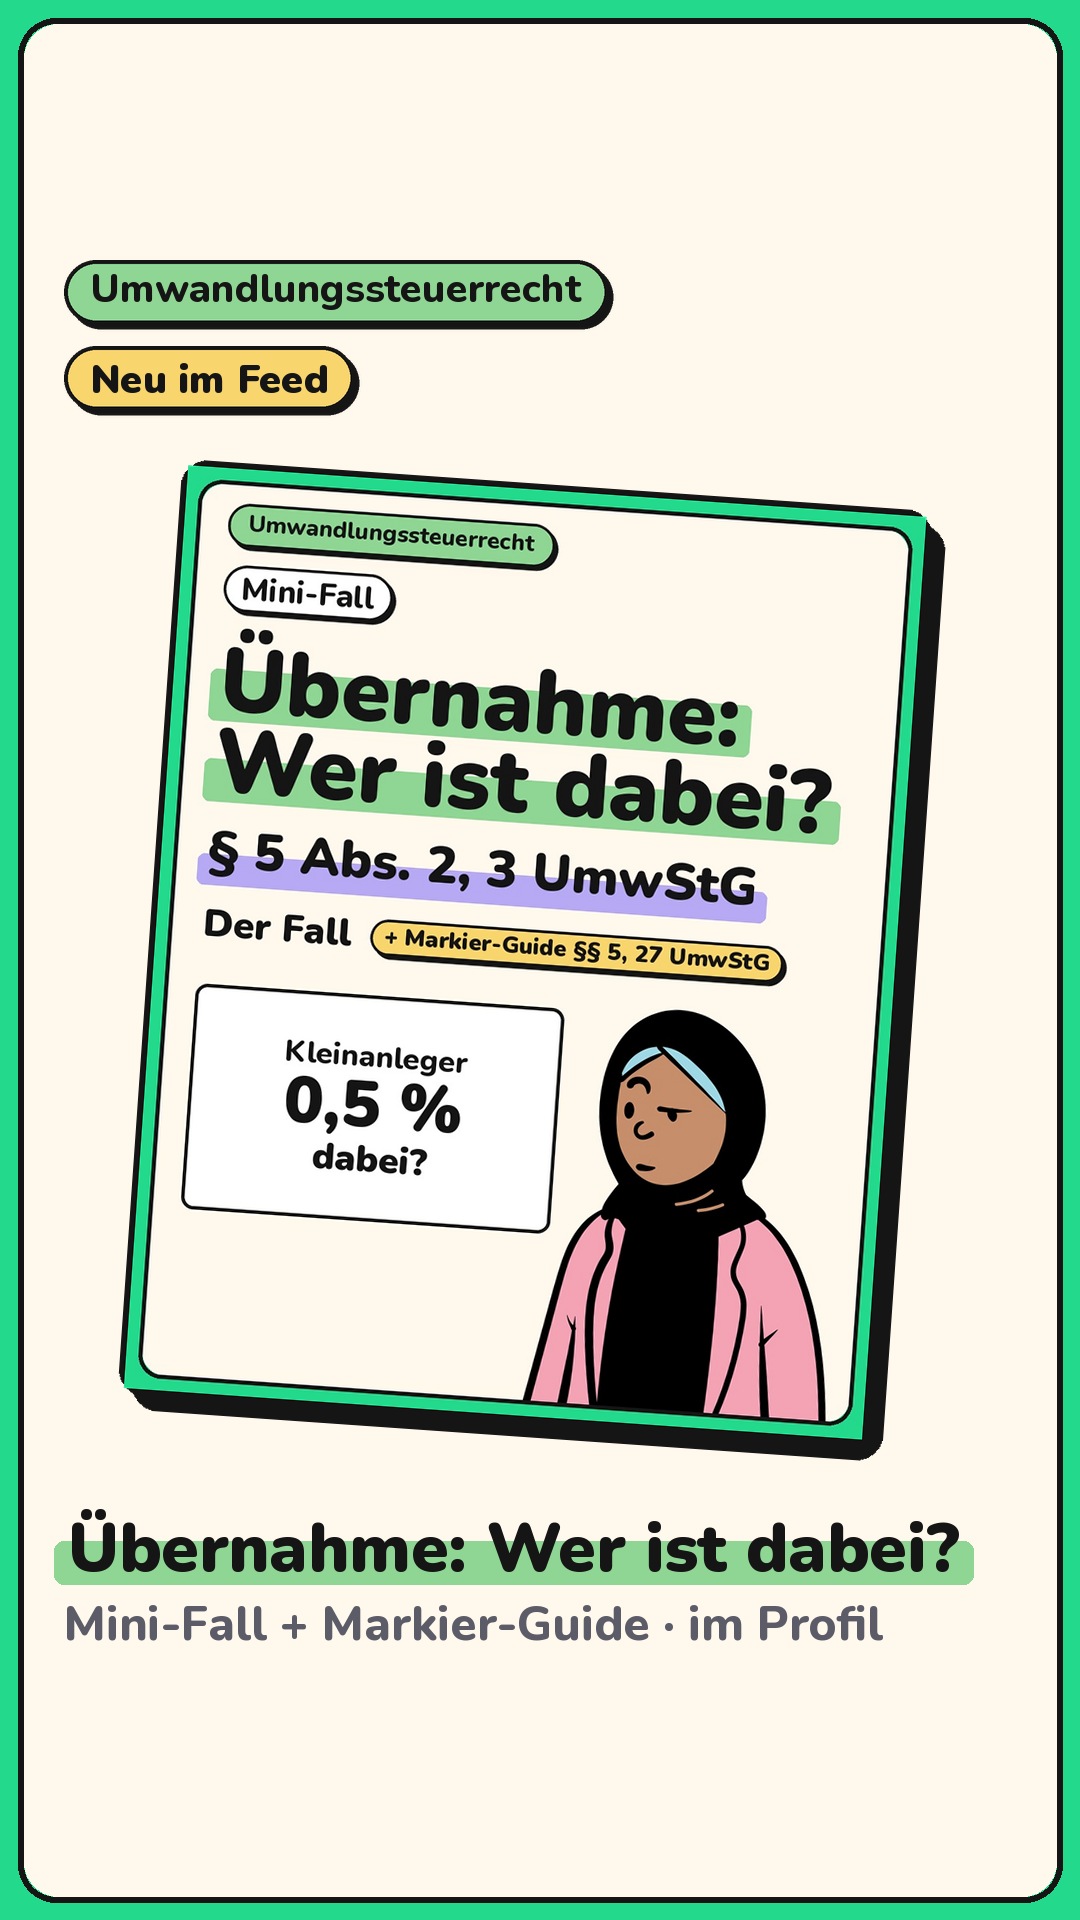 Umwandlungssteuerrecht
Neu im Feed
Umwandlungssteuerrecht
Mini-Fall
Übernahme:
Wer ist dabei?
§ 5 Abs. 2, 3 UmwStG
Der Fall
+ Markier-Guide §§ 5, 27 UmwStG
Kleinanleger
0,5 %
dabei?
Übernahme: Wer ist dabei?
Mini-Fall + Markier-Guide · im Profil